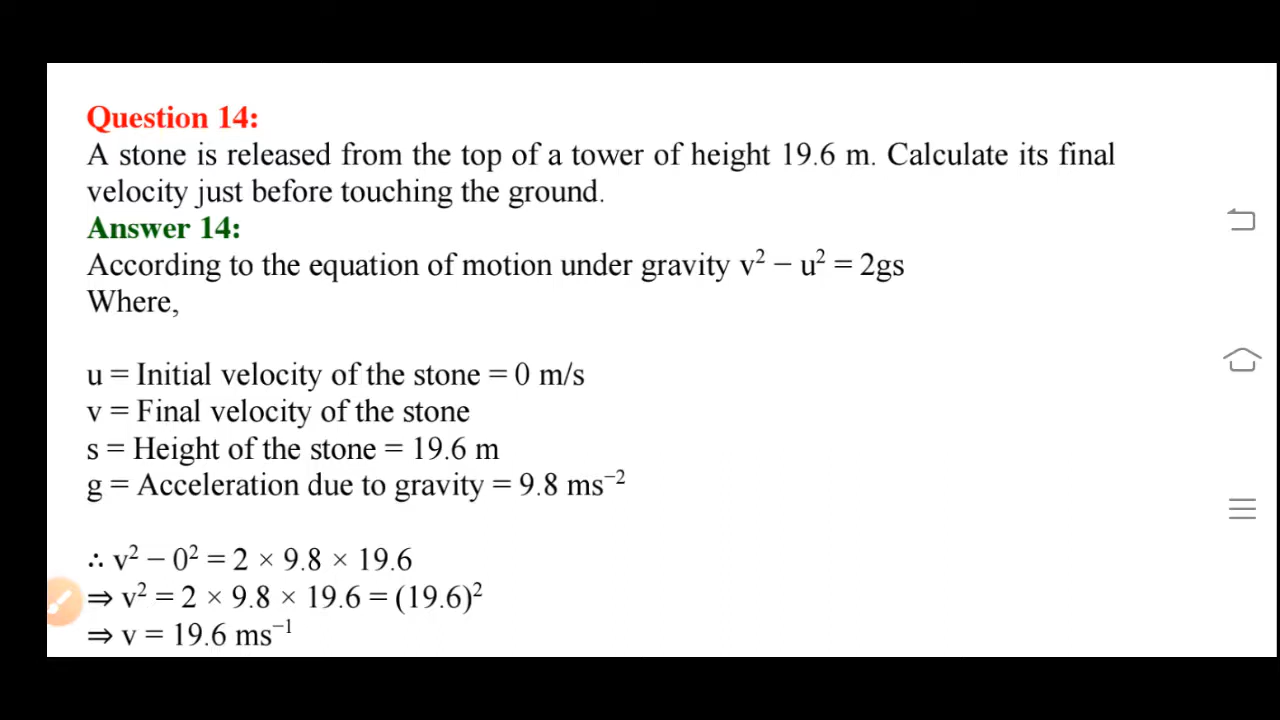 Question 14:
A stone is released from the top of a tower of height 19.6 m. Calculate its final
velocity just before touching the ground.
Answer 14:
According to the equation of motion under gravity v² − u² = 2gs
Where,
u = Initial velocity of the stone = 0 m/s
v = Final velocity of the stone
s = Height of the stone = 19.6 m
g = Acceleration due to gravity = 9.8 ms⁻²
∴ v² − 0² = 2 × 9.8 × 19.6
⇒ v² = 2 × 9.8 × 19.6 = (19.6)²
⇒ v = 19.6 ms⁻¹